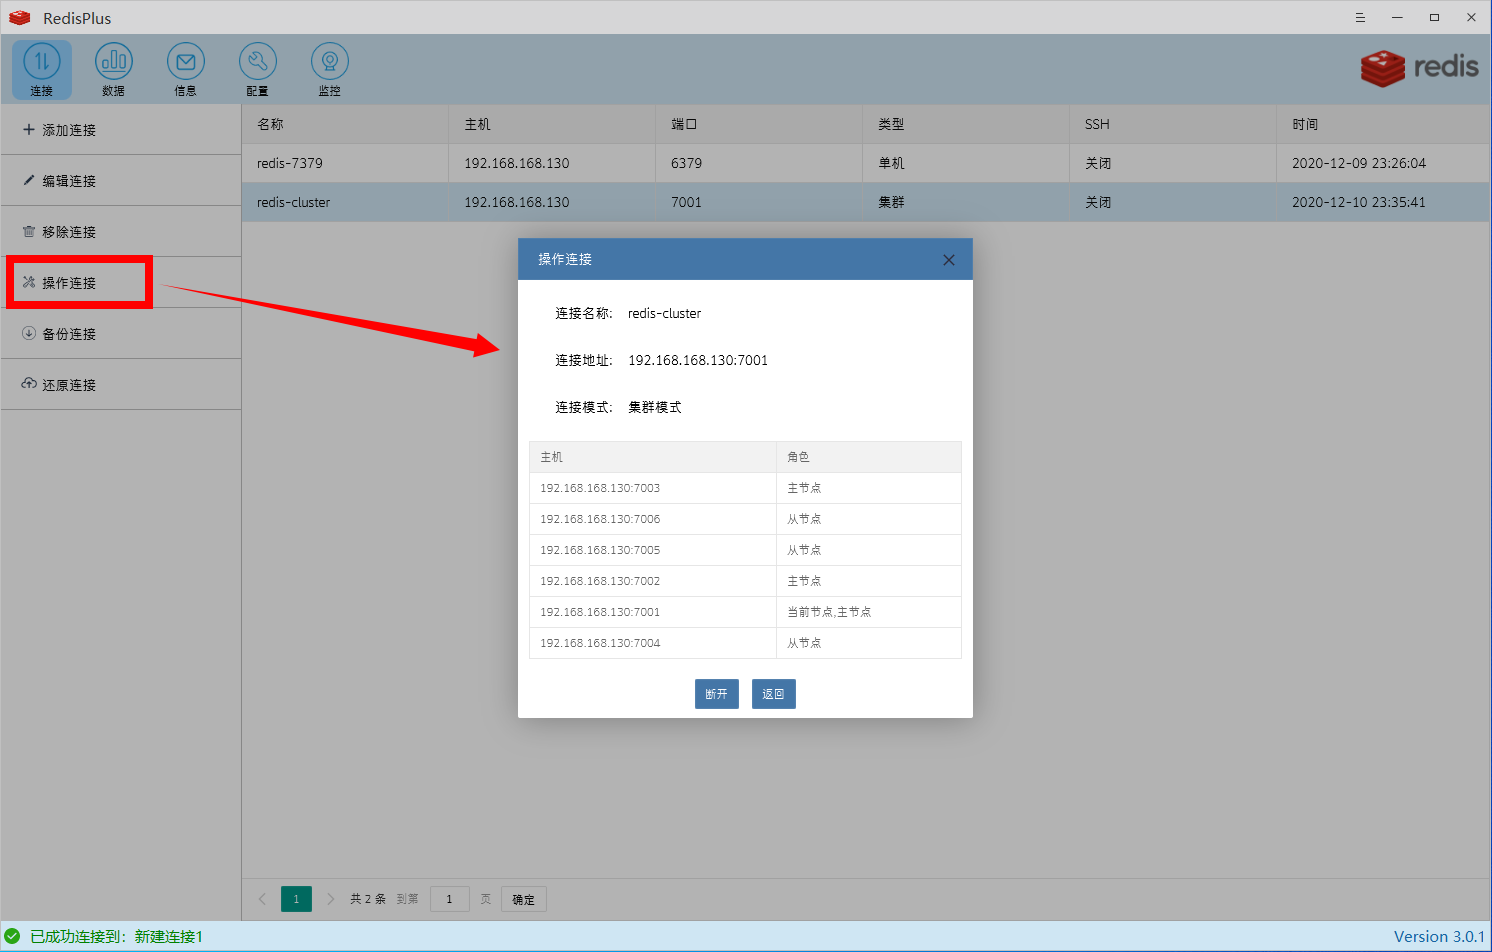 RedisPlus
连接 数据 信息 配置 监控
redis
添加连接
编辑连接
移除连接
操作连接
备份连接
还原连接
名称 主机 端口 类型 SSH 时间
redis-7379 192.168.168.130 6379 单机 关闭 2020-12-09 23:26:04
redis-cluster 192.168.168.130 7001 集群 关闭 2020-12-10 23:35:41
操作连接
连接名称: redis-cluster
连接地址: 192.168.168.130:7001
连接模式: 集群模式
主机 角色
192.168.168.130:7003 主节点
192.168.168.130:7006 从节点
192.168.168.130:7005 从节点
192.168.168.130:7002 主节点
192.168.168.130:7001 当前节点,主节点
192.168.168.130:7004 从节点
断开 返回
1 共 2 条 到第 1 页 确定
已成功连接到：新建连接1 Version 3.0.1